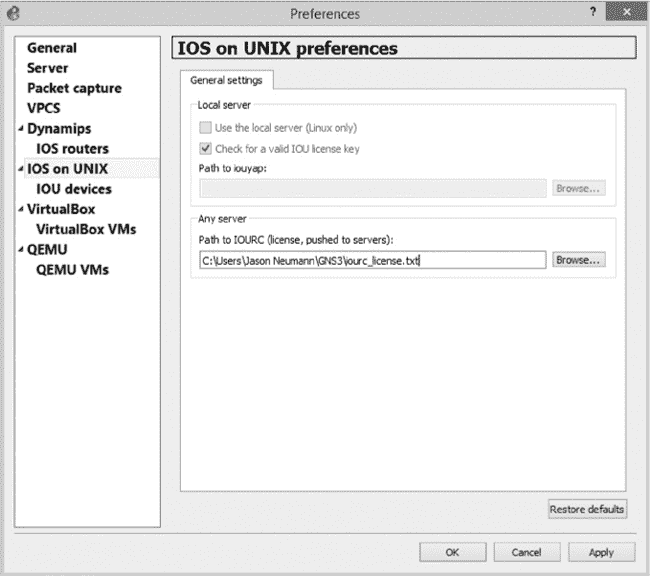 Preferences
?
General
Server
Packet capture
VPCS
Dynamips
IOS routers
IOS on UNIX
IOU devices
VirtualBox
VirtualBox VMs
QEMU
QEMU VMs
IOS on UNIX preferences
General settings
Local server
Use the local server (Linux only)
Check for a valid IOU license key
Path to iouyap:
Browse...
Any server
Path to IOURC (license, pushed to servers):
C:\Users\Jason Neumann\GNS3\iourc_license.txt
Browse...
Restore defaults
OK Cancel Apply